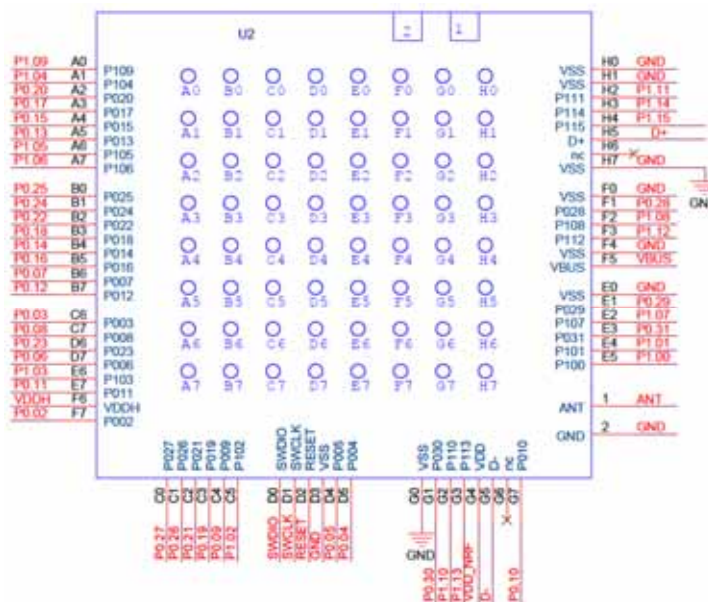 U2
2 1
P1.09 A0 P109
P1.04 A1 P104
P0.20 A2 P020
P0.17 A3 P017
P0.15 A4 P015
P0.13 A5 P013
P1.05 A6 P105
P1.06 A7 P106
P0.25 B0 P025
P0.24 B1 P024
P0.22 B2 P022
P0.18 B3 P018
P0.14 B4 P014
P0.16 B5 P016
P0.07 B6 P007
P0.12 B7 P012
P0.03 C6 P003
P0.08 C7 P008
P0.23 D6 P023
P0.06 D7 P006
P1.03 E6 P103
P0.11 E7 P011
VDDH F6 VDDH
P0.02 F7 P002
A0 B0 C0 D0 E0 F0 G0 H0
A1 B1 C1 D1 E1 F1 G1 H1
A2 B2 C2 D2 E2 F2 G2 H2
A3 B3 C3 D3 E3 F3 G3 H3
A4 B4 C4 D4 E4 F4 G4 H4
A5 B5 C5 D5 E5 F5 G5 H5
A6 B6 C6 D6 E6 F6 G6 H6
A7 B7 C7 D7 E7 F7 G7 H7
VSS H0 GND
VSS H1 GND
P111 H2 P1.11
P114 H3 P1.14
P115 H4 P1.15
D+ H5 D+
nc H6
VSS H7 GND
GN
VSS F0 GND
P028 F1 P0.28
P108 F2 P1.08
P112 F3 P1.12
VSS F4 GND
VBUS F5 VBUS
VSS E0 GND
P029 E1 P0.29
P107 E2 P1.07
P031 E3 P0.31
P101 E4 P1.01
P100 E5 P1.00
ANT 1 ANT
GND 2 GND
P027 C0 P0.27
P026 C1 P0.26
P021 C2 P0.21
P019 C3 P0.19
P009 C4 P0.09
P102 C5 P1.02
SWDIO D0 SWDIO
SWCLK D1 SWCLK
RESET D2 RESET
VSS D3 GND
P005 D4 P0.05
P004 D5 P0.04
VSS G0 GND
P030 G1 P0.30
P110 G2 P1.10
P113 G3 P1.13
VDD G4 VDD_NRF
D- G5 D-
nc G6
P010 G7 P0.10